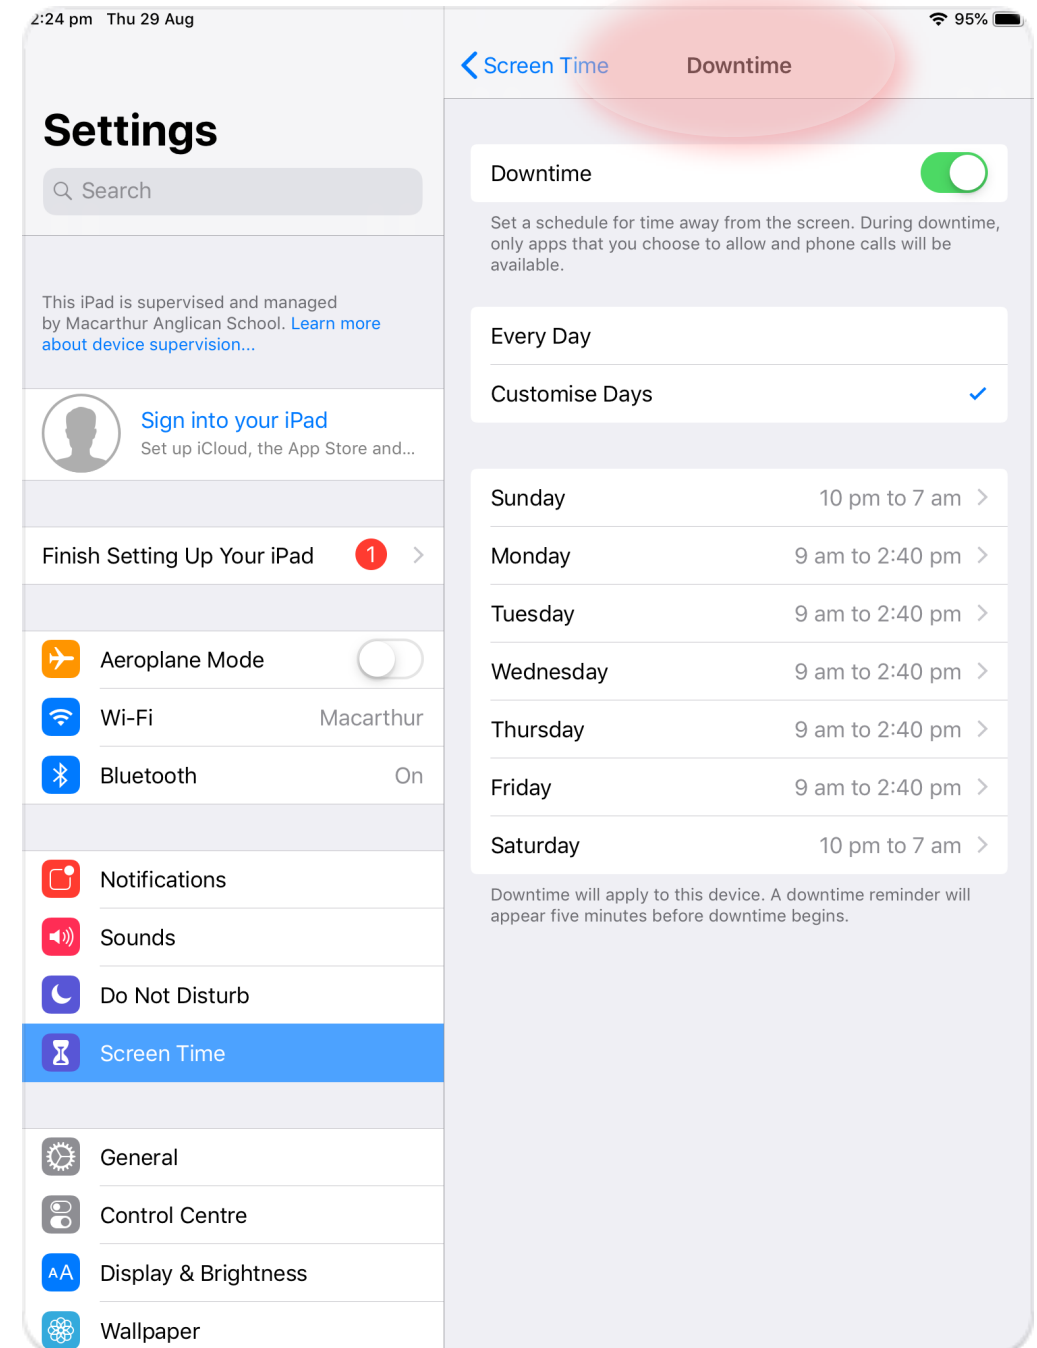 2:24 pm Thu 29 Aug
95%
Settings
Search
This iPad is supervised and managed
by Macarthur Anglican School. Learn more
about device supervision...
Sign into your iPad
Set up iCloud, the App Store and...
Finish Setting Up Your iPad 1
Aeroplane Mode
Wi-Fi Macarthur
Bluetooth On
Notifications
Sounds
Do Not Disturb
Screen Time
General
Control Centre
AA Display & Brightness
Wallpaper
Screen Time Downtime
Downtime
Set a schedule for time away from the screen. During downtime,
only apps that you choose to allow and phone calls will be
available.
Every Day
Customise Days
Sunday 10 pm to 7 am
Monday 9 am to 2:40 pm
Tuesday 9 am to 2:40 pm
Wednesday 9 am to 2:40 pm
Thursday 9 am to 2:40 pm
Friday 9 am to 2:40 pm
Saturday 10 pm to 7 am
Downtime will apply to this device. A downtime reminder will
appear five minutes before downtime begins.